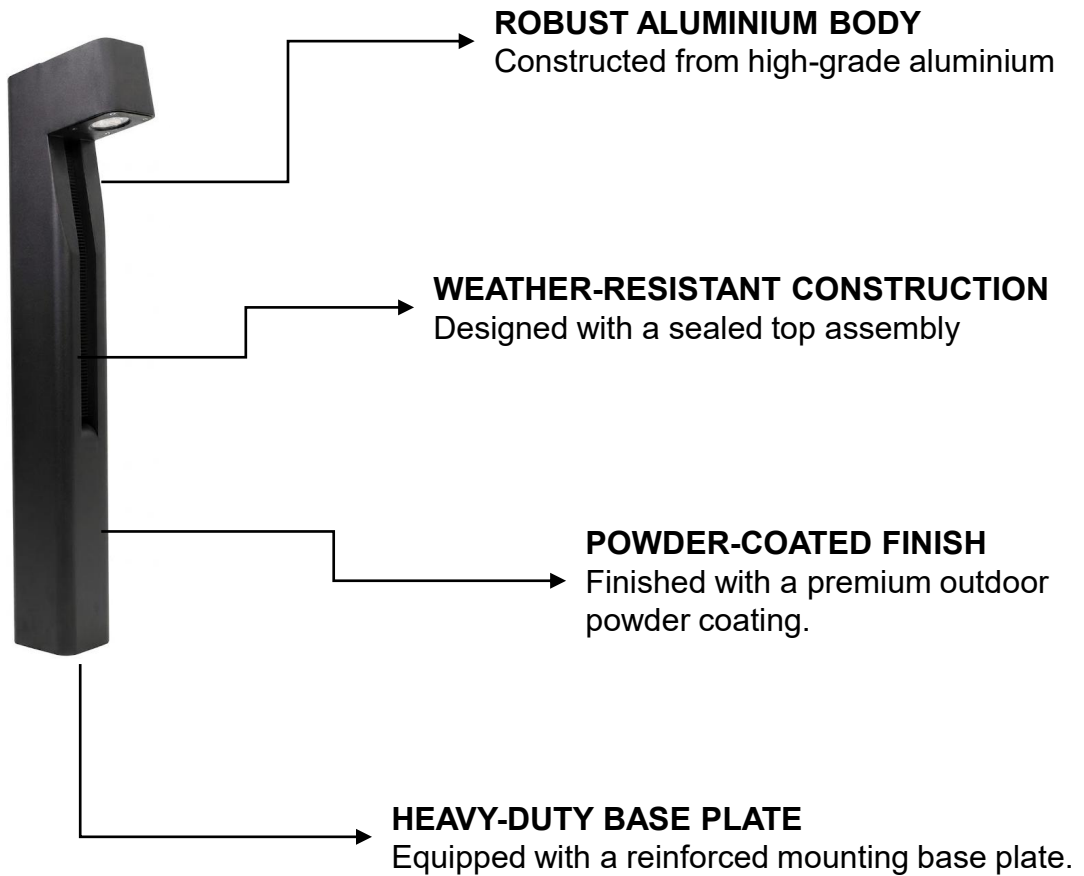 ROBUST ALUMINIUM BODY
Constructed from high-grade aluminium
WEATHER-RESISTANT CONSTRUCTION
Designed with a sealed top assembly
POWDER-COATED FINISH
Finished with a premium outdoor
powder coating.
HEAVY-DUTY BASE PLATE
Equipped with a reinforced mounting base plate.